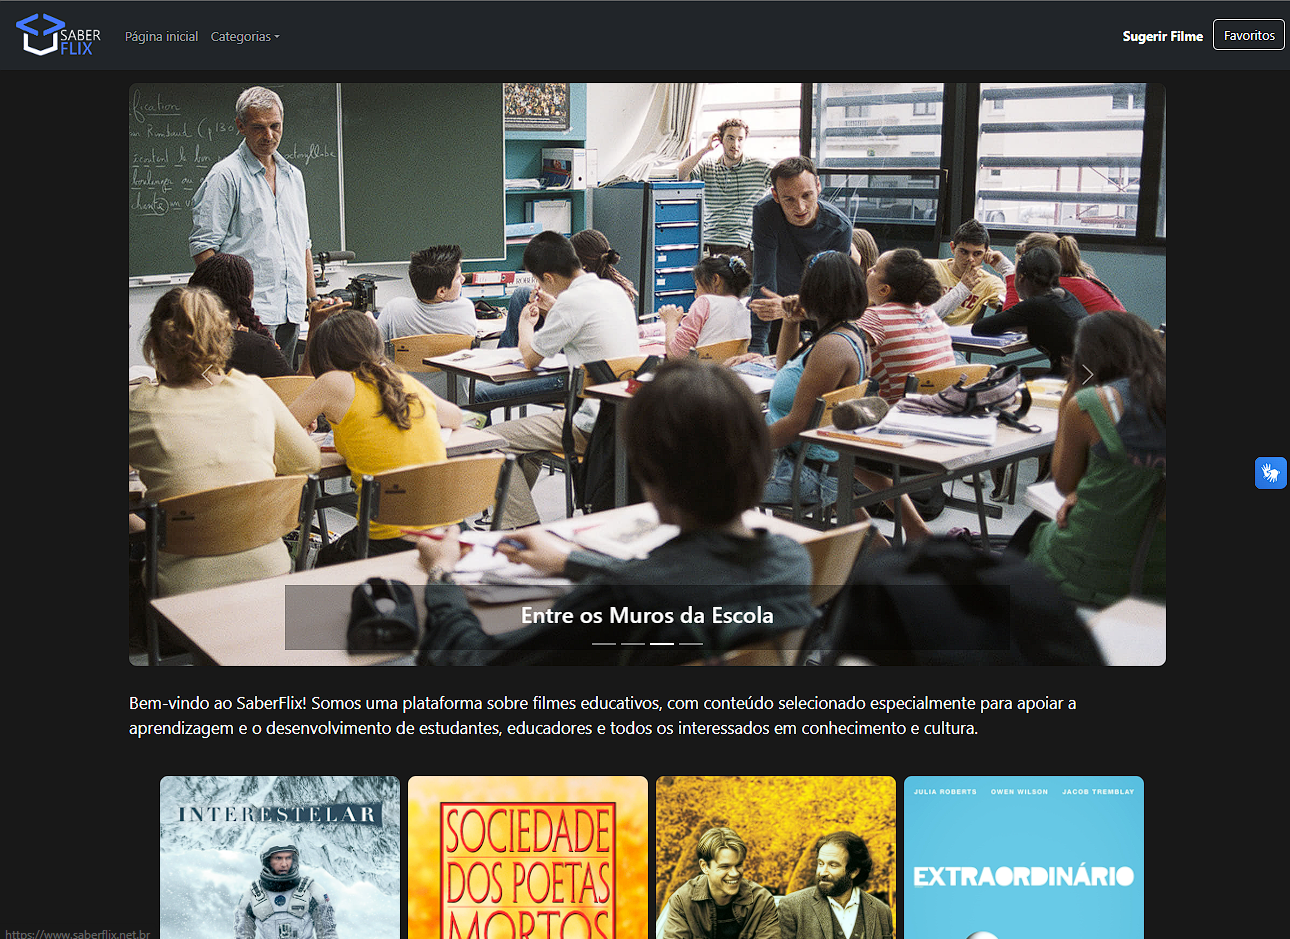 SABER
FLIX
Página inicial
Categorias
Sugerir Filme
Favoritos
Entre os Muros da Escola
Bem-vindo ao SaberFlix! Somos uma plataforma sobre filmes educativos, com conteúdo selecionado especialmente para apoiar a
aprendizagem e o desenvolvimento de estudantes, educadores e todos os interessados em conhecimento e cultura.
INTERESTELAR
SOCIEDADE
DOS POETAS
MORTOS
JULIA ROBERTS OWEN WILSON JACOB TREMBLAY
EXTRAORDINÁRIO
https://www.saberflix.net.br